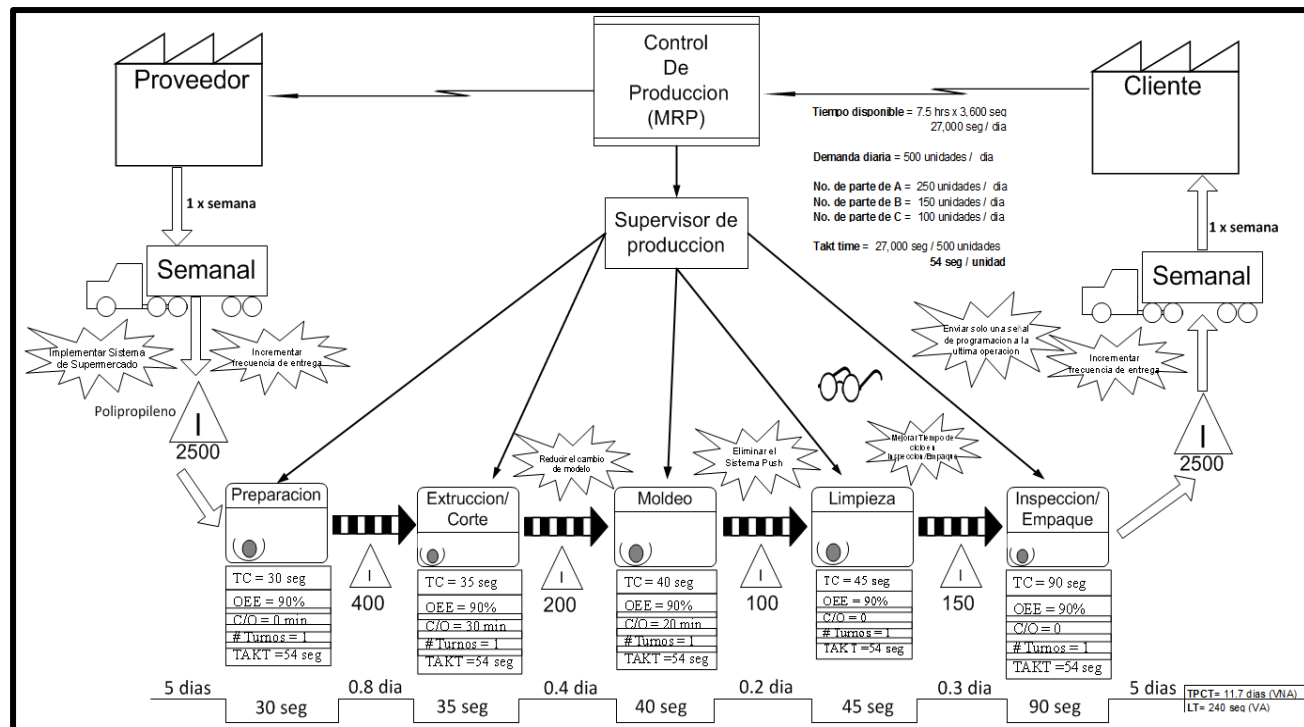 Proveedor
Control
De
Produccion
(MRP)
Cliente
Tiempo disponible = 7.5 hrs x 3,600 seg
27,000 seg / dia
Demanda diaria = 500 unidades / dia
No. de parte de A = 250 unidades / dia
No. de parte de B = 150 unidades / dia
No. de parte de C = 100 unidades / dia
Takt time = 27,000 seg / 500 unidades
54 seg / unidad
1 x semana
Supervisor de
produccion
1 x semana
Semanal
Semanal
Implementar Sistema
de Supermercado
Incrementar
frecuencia de entrega
Enviar solo una señal
de programacion a la
ultima operacion
Incrementar
frecuencia de entrega
Polipropileno
I
2500
I
2500
Reducir el cambio
de modelo
Eliminar el
Sistema Push
Mejorar Tiempo de
ciclo en
Inspeccion/Empaque
Preparacion
TC = 30 seg
OEE = 90%
C/O = 0 min
# Turnos = 1
TAKT =54 seg
I
400
Extruccion/
Corte
TC = 35 seg
OEE = 90%
C/O = 30 min
# Turnos = 1
TAKT =54 seg
I
200
Moldeo
TC = 40 seg
OEE = 90%
C/O = 20 min
# Turnos = 1
TAKT =54 seg
I
100
Limpieza
TC = 45 seg
OEE = 90%
C/O = 0
# Turnos = 1
TAKT =54 seg
I
150
Inspeccion/
Empaque
TC = 90 seg
OEE = 90%
C/O = 0
# Turnos = 1
TAKT =54 seg
5 dias
30 seg
0.8 dia
35 seg
0.4 dia
40 seg
0.2 dia
45 seg
0.3 dia
90 seg
5 dias
TPCT= 11.7 dias (VNA)
LT= 240 seg (VA)